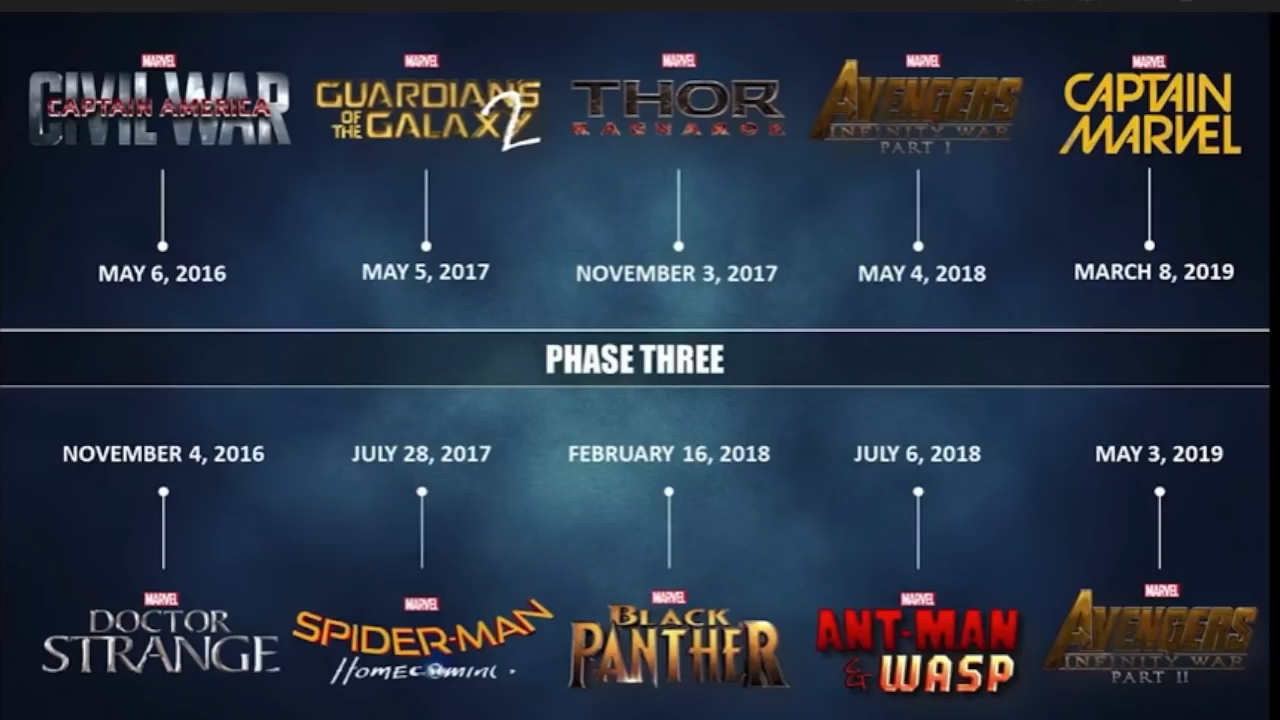 MARVEL
CIVIL WAR
CAPTAIN AMERICA
MARVEL
GUARDIANS
OF THE GALAXY
2
MARVEL
THOR
RAGNAROK
MARVEL
AVENGERS
INFINITY WAR
PART I
MARVEL
CAPTAIN
MARVEL
MAY 6, 2016
MAY 5, 2017
NOVEMBER 3, 2017
MAY 4, 2018
MARCH 8, 2019
PHASE THREE
NOVEMBER 4, 2016
JULY 28, 2017
FEBRUARY 16, 2018
JULY 6, 2018
MAY 3, 2019
MARVEL
DOCTOR
STRANGE
MARVEL
SPIDER-MAN
HOMECOMING
MARVEL
BLACK
PANTHER
MARVEL
ANT-MAN
& WASP
MARVEL
AVENGERS
INFINITY WAR
PART II